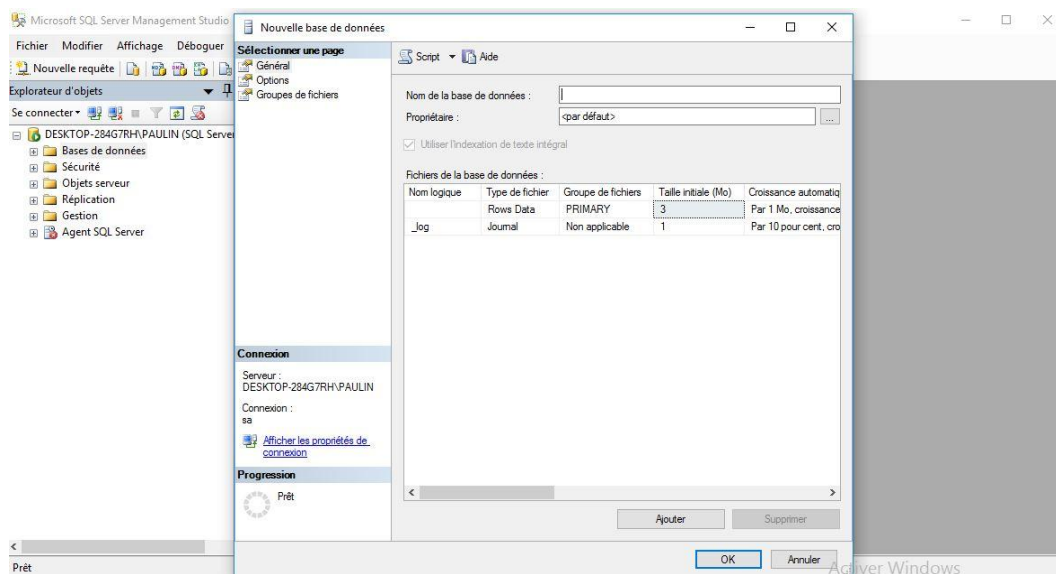 Microsoft SQL Server Management Studio
Fichier Modifier Affichage Déboguer
Nouvelle requête
Explorateur d'objets
Se connecter
DESKTOP-284G7RH\PAULIN (SQL Server
Bases de données
Sécurité
Objets serveur
Réplication
Gestion
Agent SQL Server
Prêt
Nouvelle base de données
Sélectionner une page
Général
Options
Groupes de fichiers
Connexion
Serveur :
DESKTOP-284G7RH\PAULIN
Connexion :
sa
Afficher les propriétés de
connexion
Progression
Prêt
Script Aide
Nom de la base de données :
Propriétaire : <par défaut> ...
Utiliser l'indexation de texte intégral
Fichiers de la base de données :
Nom logique Type de fichier Groupe de fichiers Taille initiale (Mo) Croissance automatiq
Rows Data PRIMARY 3 Par 1 Mo, croissance
_log Journal Non applicable 1 Par 10 pour cent, cro
Ajouter Supprimer
OK Annuler
Activer Windows